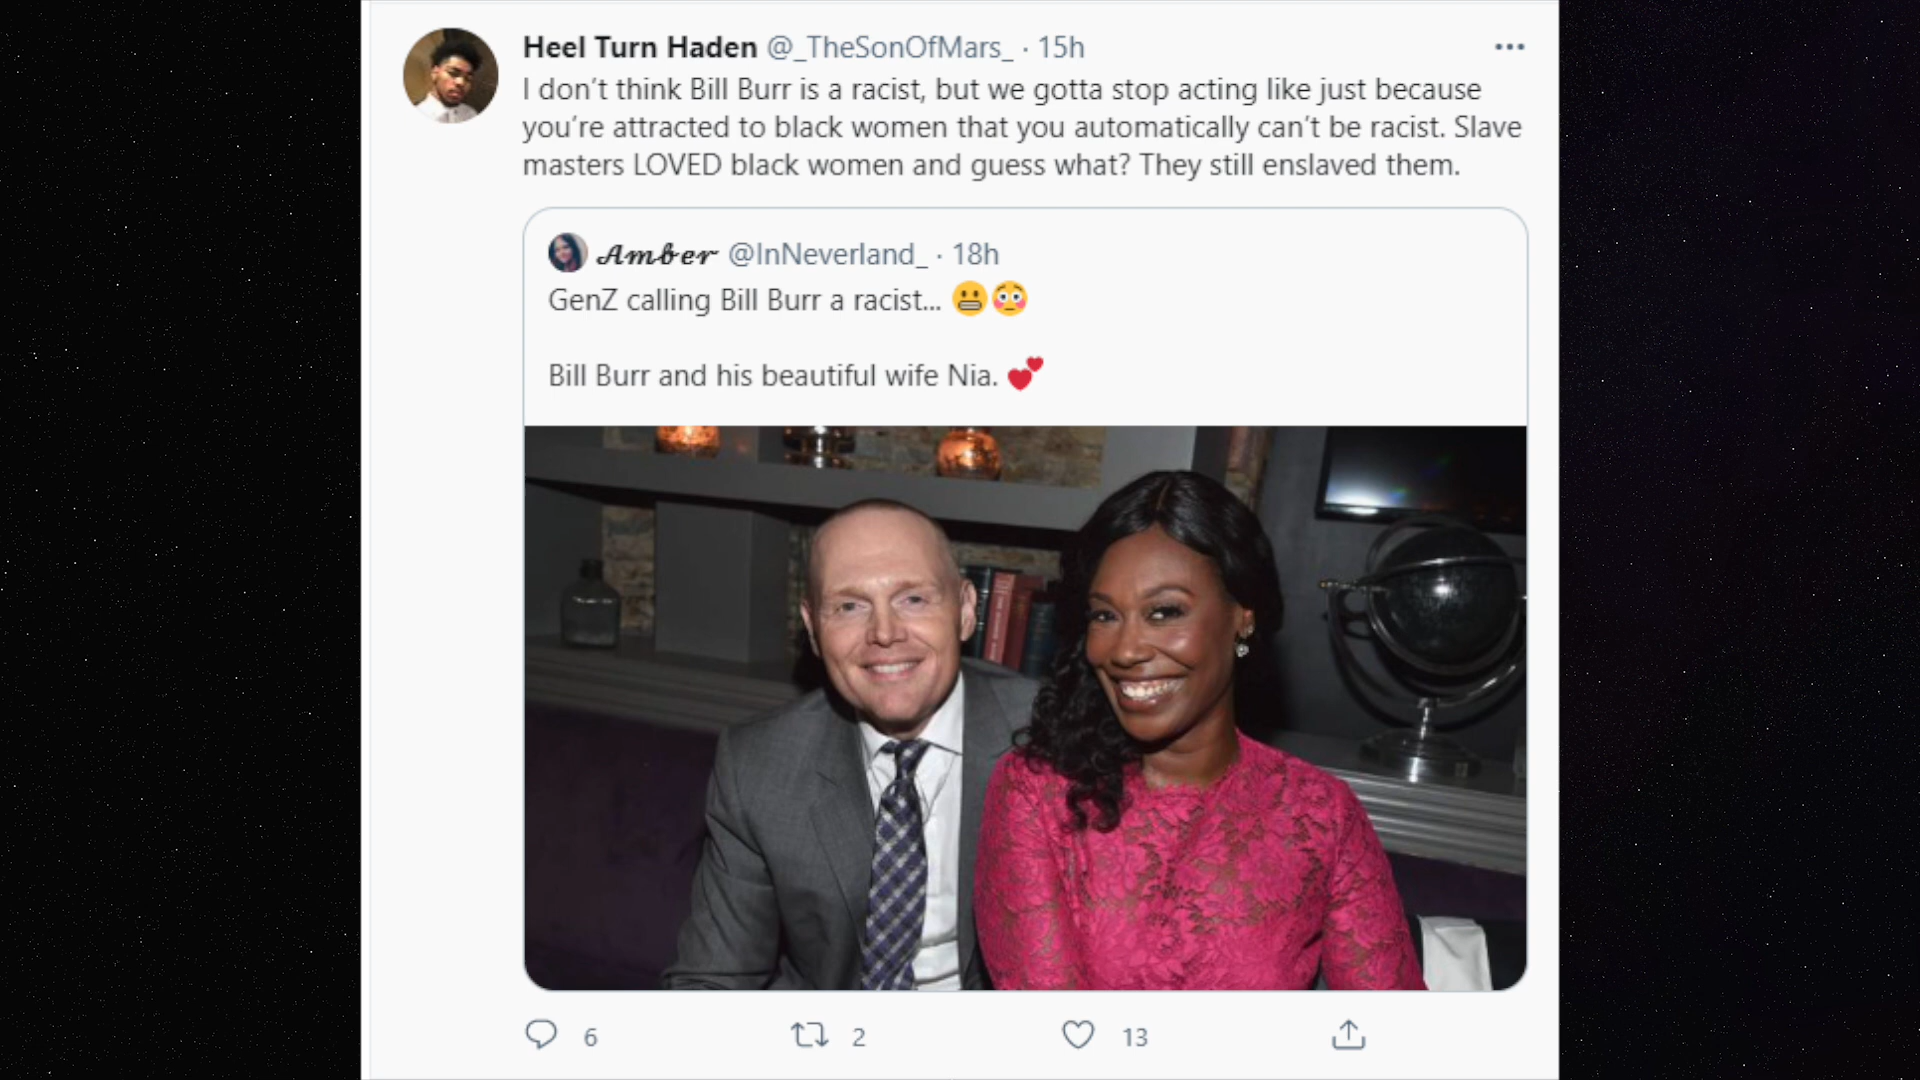 Heel Turn Haden @_TheSonOfMars_ · 15h
I don’t think Bill Burr is a racist, but we gotta stop acting like just because
you’re attracted to black women that you automatically can’t be racist. Slave
masters LOVED black women and guess what? They still enslaved them.
𝓐𝓶𝓫𝓮𝓻 @InNeverland_ · 18h
GenZ calling Bill Burr a racist... 😬😳
Bill Burr and his beautiful wife Nia. 💕
6 2 13